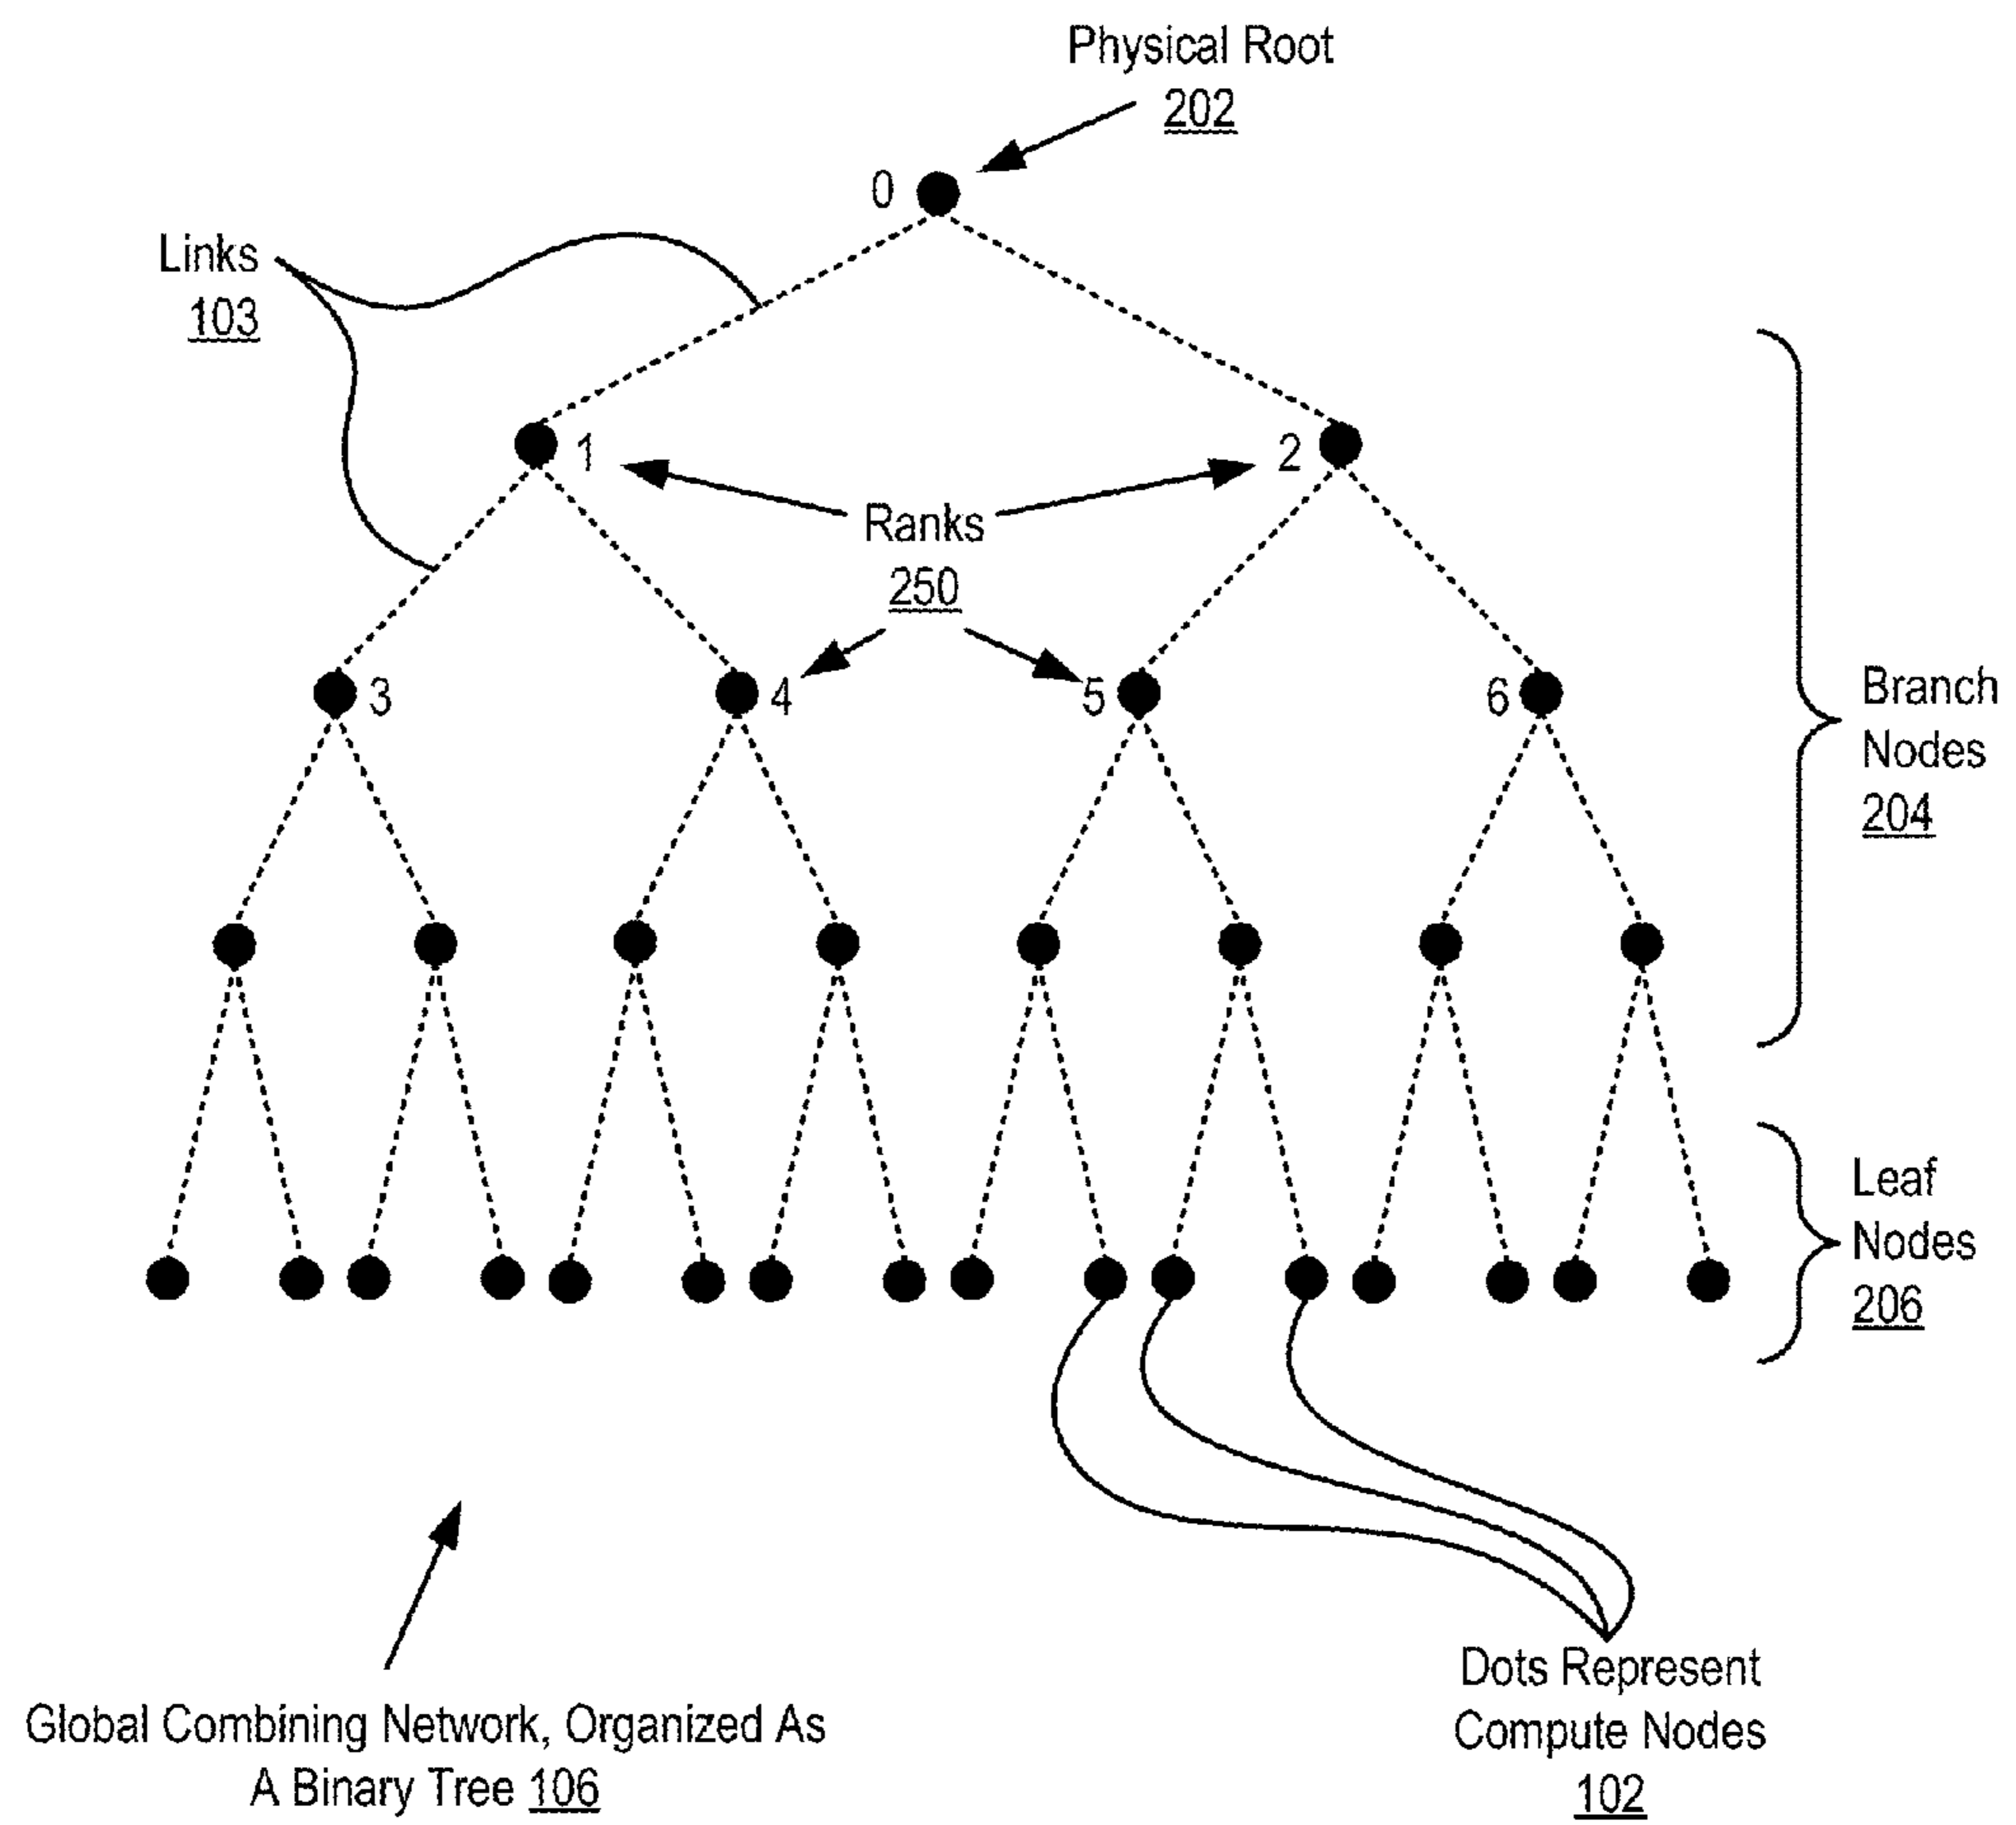 Physical Root
202
0
Links
103
1
2
Ranks
250
3
4
5
6
Branch
Nodes
204
Leaf
Nodes
206
Dots Represent
Compute Nodes
102
Global Combining Network, Organized As
A Binary Tree 106